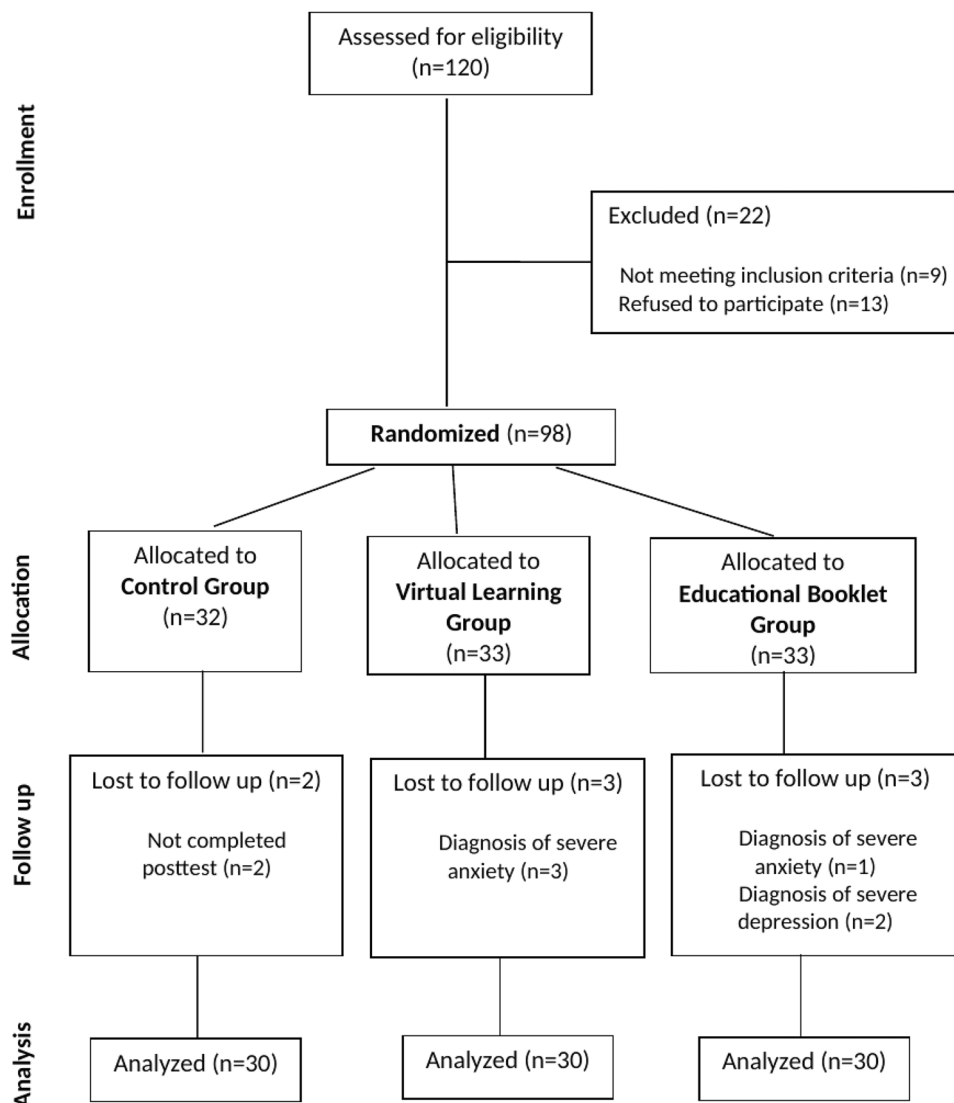 Assessed for eligibility
(n=120)
Enrollment
Excluded (n=22)
Not meeting inclusion criteria (n=9)
Refused to participate (n=13)
Randomized (n=98)
Allocation
Allocated to
Control Group
(n=32)
Allocated to
Virtual Learning
Group
(n=33)
Allocated to
Educational Booklet
Group
(n=33)
Follow up
Lost to follow up (n=2)
Not completed
posttest (n=2)
Lost to follow up (n=3)
Diagnosis of severe
anxiety (n=3)
Lost to follow up (n=3)
Diagnosis of severe
anxiety (n=1)
Diagnosis of severe
depression (n=2)
Analysis
Analyzed (n=30)
Analyzed (n=30)
Analyzed (n=30)